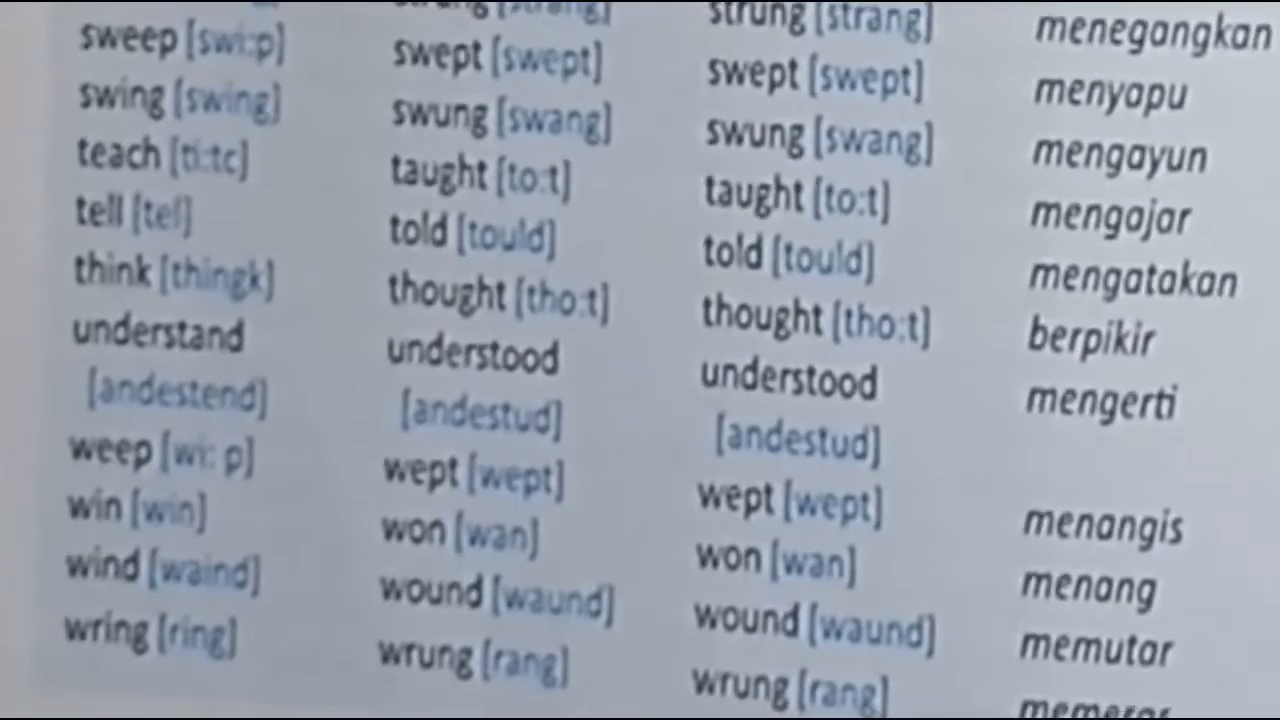 strung [strang] strung [strang] menegangkan
sweep [swi:p] swept [swept] swept [swept] menyapu
swing [swing] swung [swang] swung [swang] mengayun
teach [ti:tc] taught [to:t] taught [to:t] mengajar
tell [tel] told [tould] told [tould] mengatakan
think [thingk] thought [tho:t] thought [tho:t] berpikir
understand understood understood mengerti
[andestend] [andestud] [andestud]
weep [wi: p] wept [wept] wept [wept] menangis
win [win] won [wan] won [wan] menang
wind [waind] wound [waund] wound [waund] memutar
wring [ring] wrung [rang] wrung [rang]